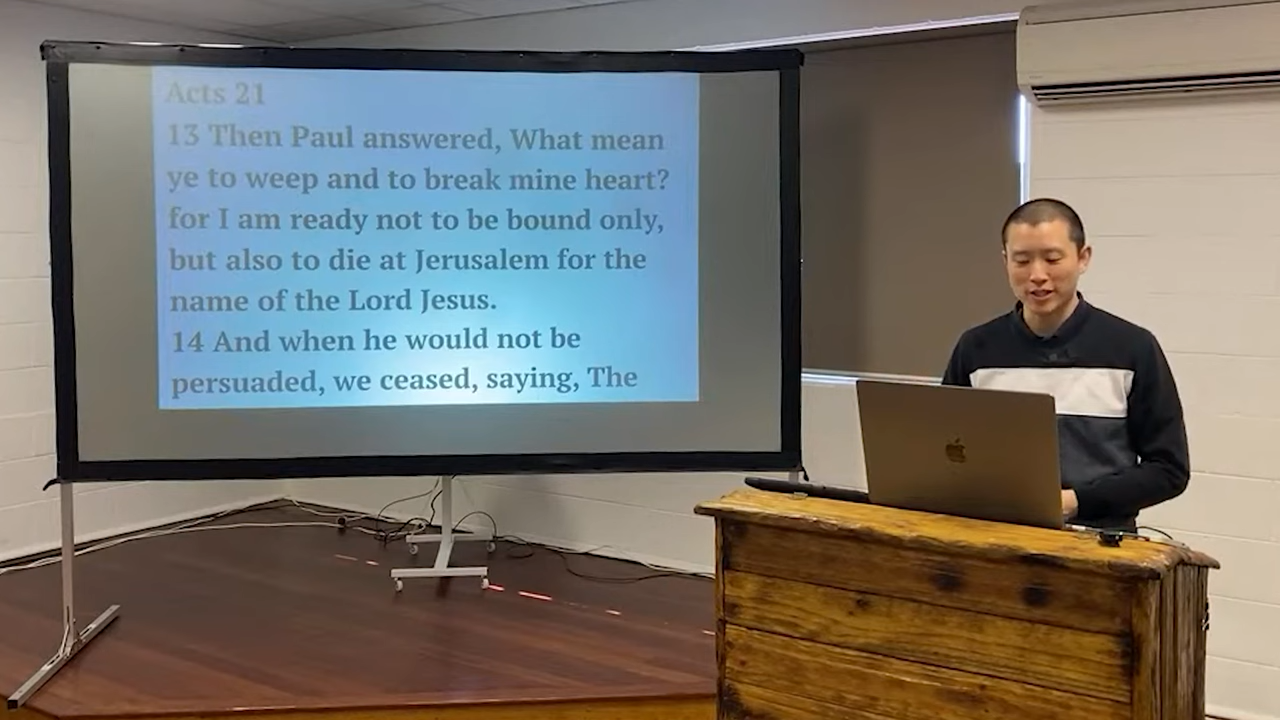 Acts 21
13 Then Paul answered, What mean
ye to weep and to break mine heart?
for I am ready not to be bound only,
but also to die at Jerusalem for the
name of the Lord Jesus.
14 And when he would not be
persuaded, we ceased, saying, The